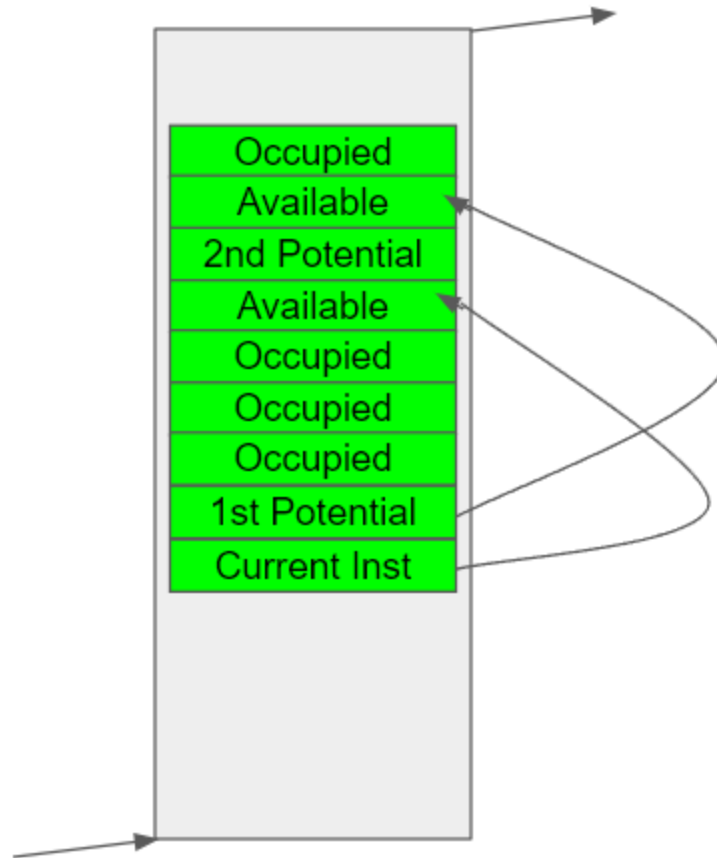 Occupied
Available
2nd Potential
Available
Occupied
Occupied
Occupied
1st Potential
Current Inst